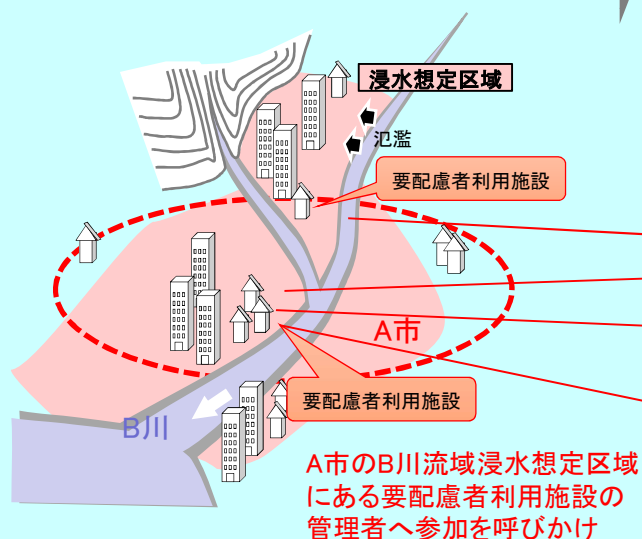 浸水想定区域
氾濫
要配慮者利用施設
A市
要配慮者利用施設
B川
A市のB川流域浸水想定区域
にある要配慮者利用施設の
管理者へ参加を呼びかけ